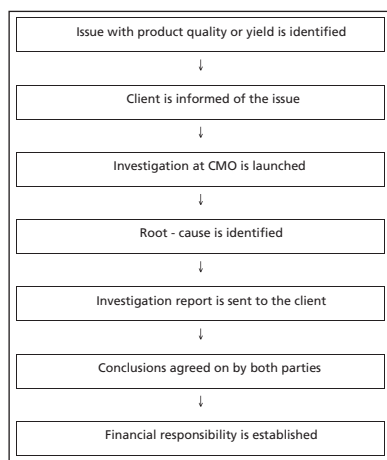 Issue with product quality or yield is identified
↓
Client is informed of the issue
↓
Investigation at CMO is launched
↓
Root - cause is identified
↓
Investigation report is sent to the client
↓
Conclusions agreed on by both parties
↓
Financial responsibility is established